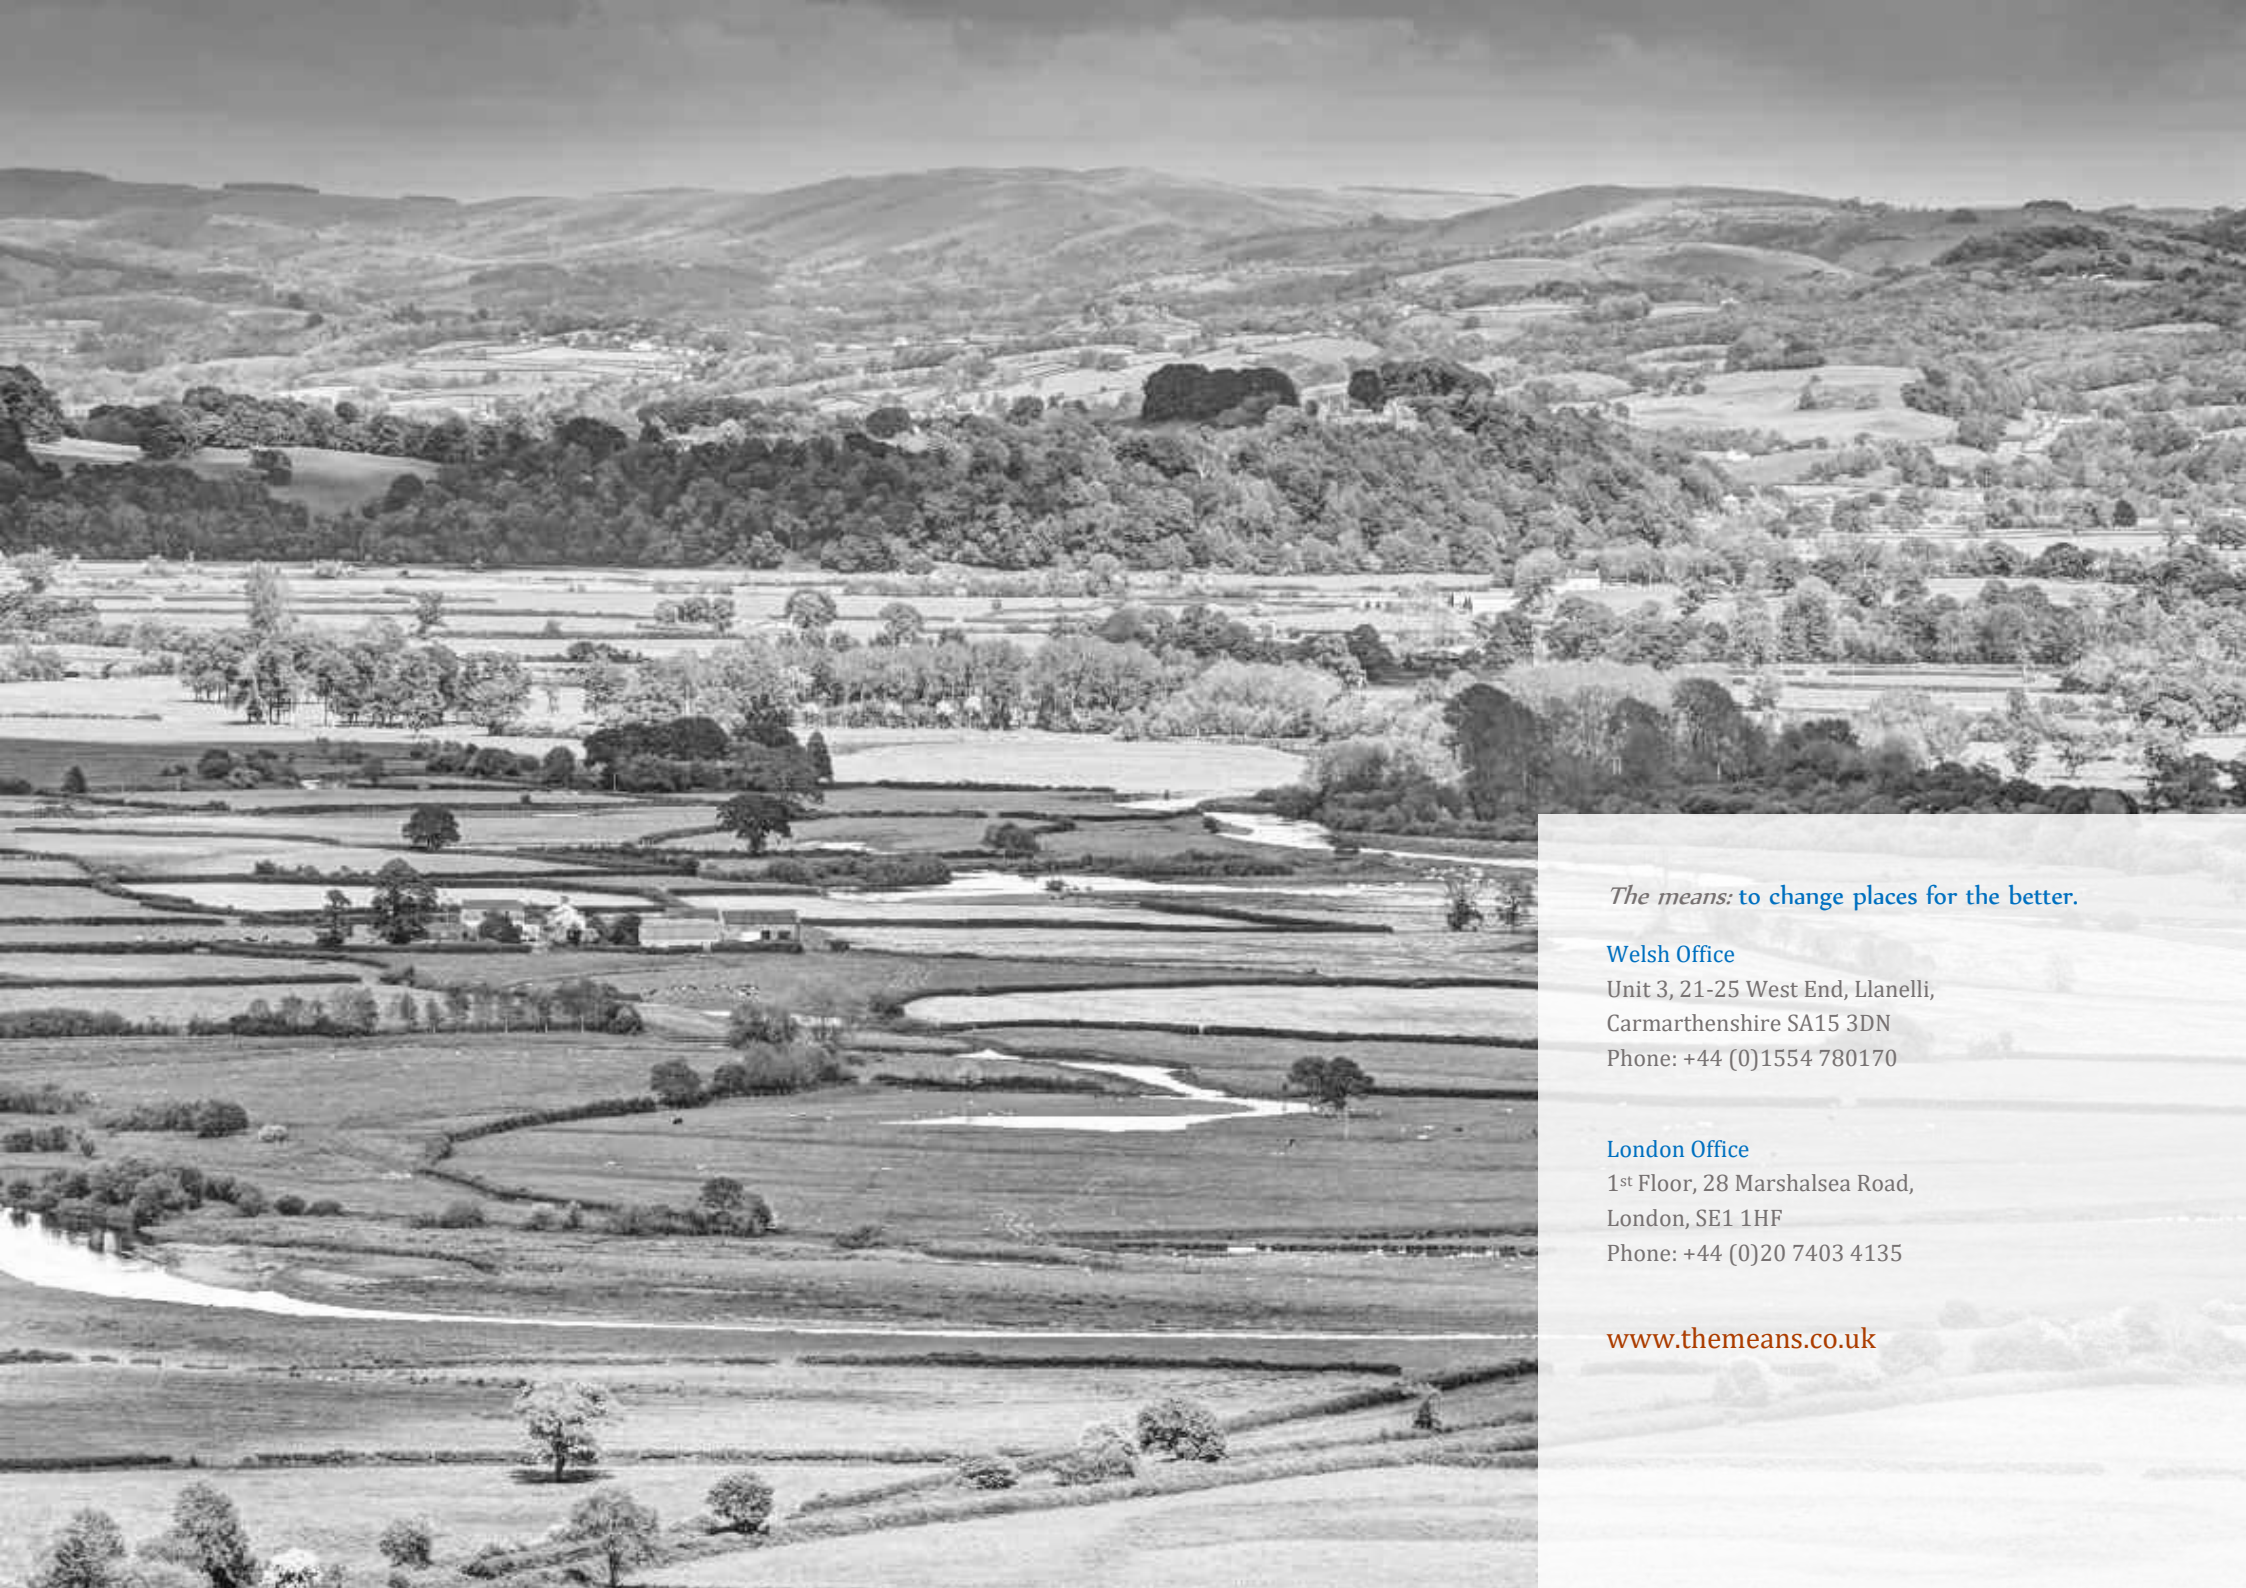 The means: to change places for the better.
Welsh Office
Unit 3, 21-25 West End, Llanelli,
Carmarthenshire SA15 3DN
Phone: +44 (0)1554 780170
London Office
1st Floor, 28 Marshalsea Road,
London, SE1 1HF
Phone: +44 (0)20 7403 4135
www.themeans.co.uk